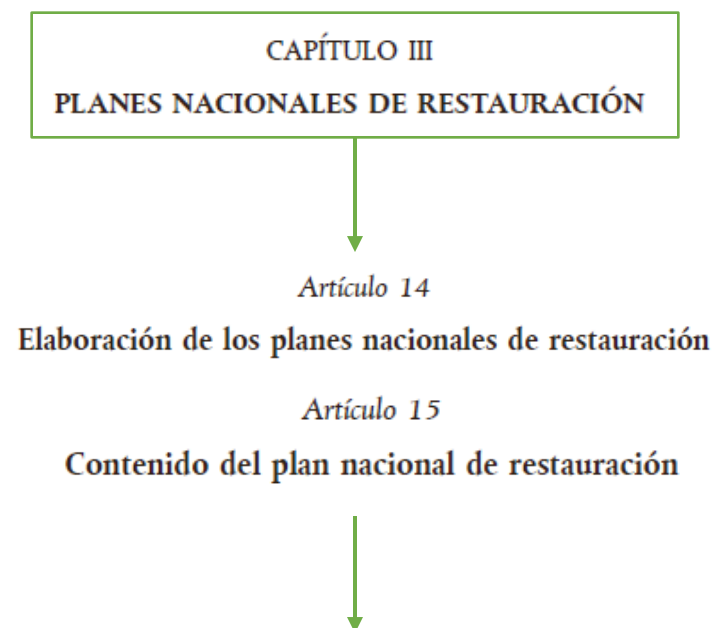 CAPÍTULO III
PLANES NACIONALES DE RESTAURACIÓN
Artículo 14
Elaboración de los planes nacionales de restauración
Artículo 15
Contenido del plan nacional de restauración